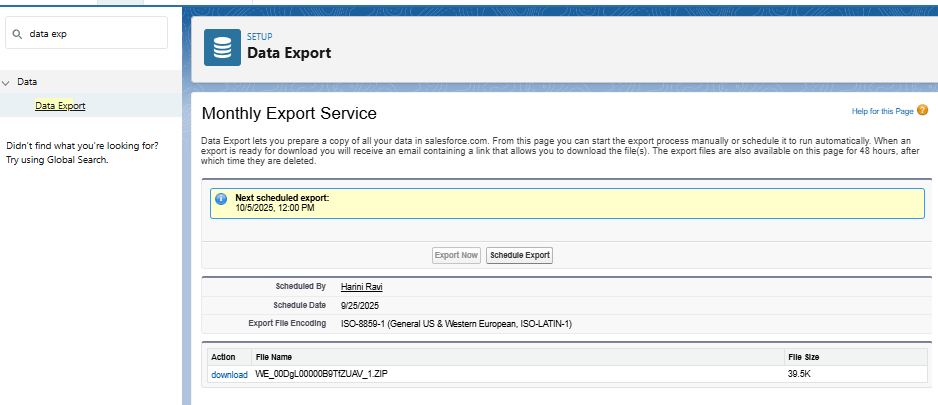 data exp
Data
Data Export
Didn't find what you're looking for?
Try using Global Search.
SETUP
Data Export
Monthly Export Service
Help for this Page ?
Data Export lets you prepare a copy of all your data in salesforce.com. From this page you can start the export process manually or schedule it to run automatically. When an
export is ready for download you will receive an email containing a link that allows you to download the file(s). The export files are also available on this page for 48 hours, after
which time they are deleted.
i Next scheduled export:
10/5/2025, 12:00 PM
Export Now Schedule Export
Scheduled By Harini Ravi
Schedule Date 9/25/2025
Export File Encoding ISO-8859-1 (General US & Western European, ISO-LATIN-1)
Action File Name File Size
download WE_00DgL00000B9TfZUAV_1.ZIP 39.5K